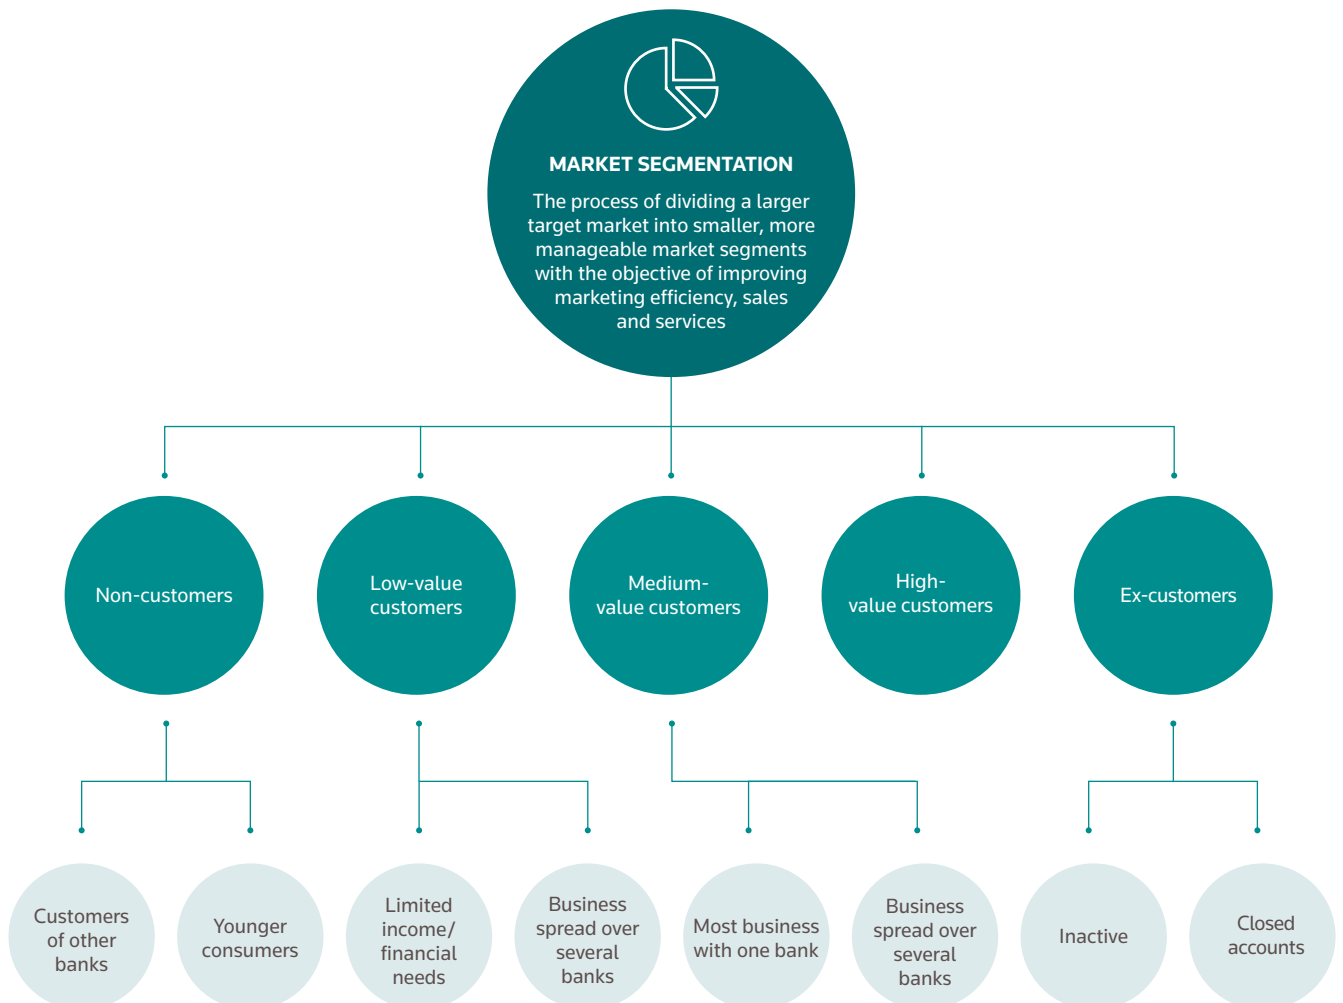 MARKET SEGMENTATION
The process of dividing a larger
target market into smaller, more
manageable market segments
with the objective of improving
marketing efficiency, sales
and services
Non-customers
Low-value
customers
Medium-
value customers
High-
value customers
Ex-customers
Customers
of other
banks
Younger
consumers
Limited
income/
financial
needs
Business
spread over
several
banks
Most business
with one bank
Business
spread over
several
banks
Inactive
Closed
accounts